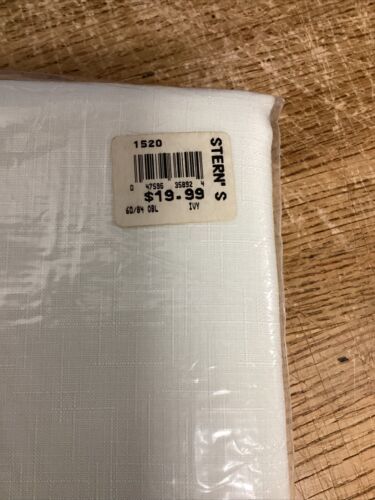 1520
STERN'S
0 47596 35892 4
$19.99
60/84 OBL IVY